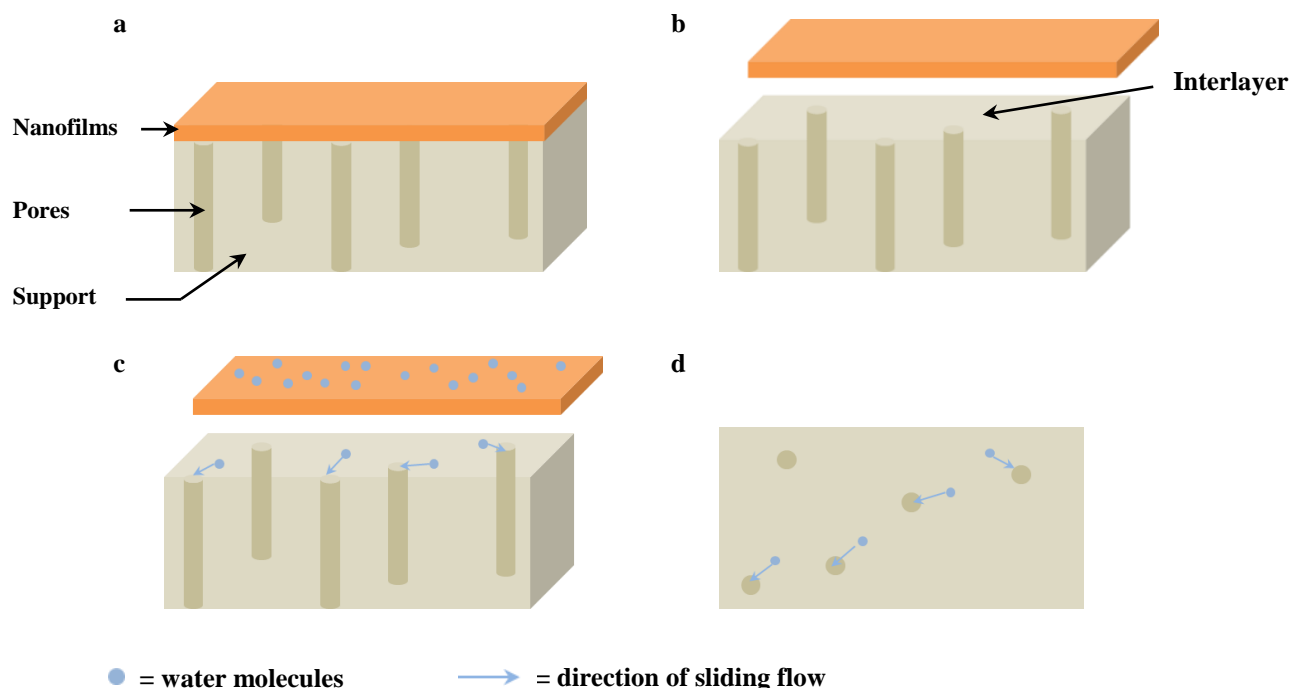 a
b
Interlayer
Nanofilms
Pores
Support
c
d
= water molecules
= direction of sliding flow